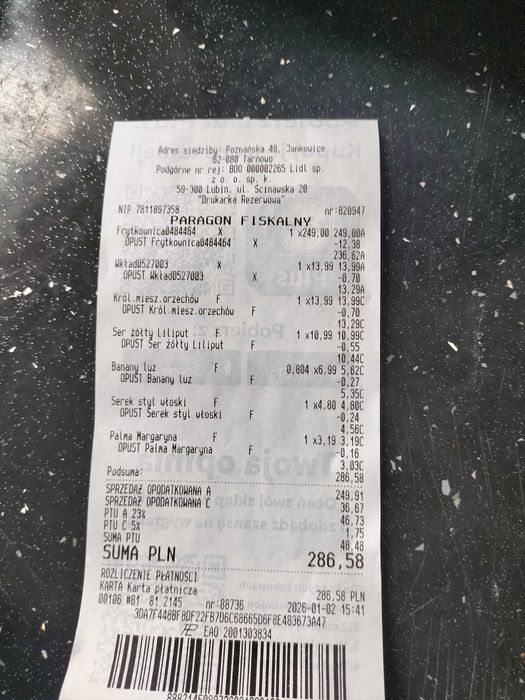 Adres siedziby: Poznańska 48, Jankowice
62-080 Tarnowo
Podgórne nr rej: BDO 000002265 Lidl sp.
z o. o. sp. k.
59-300 Lubin, ul. Ścinawska 20
"Drukarka Rezerwowa"
NIP 7811897358 nr:820947
PARAGON FISKALNY
Frytkownica0484464 X 1 x249,00 249,00A
OPUST Frytkownica0484464 X -12,38
236,62A
Wkład0527003 X 1 x13,99 13,99A
OPUST Wkład0527003 X -0,70
13,29A
Król.miesz.orzechów F 1 x13,99 13,99C
OPUST Król.miesz.orzechów F -0,70
13,29C
Ser żółty Liliput F 1 x10,99 10,99C
OPUST Ser żółty Liliput F -0,55
10,44C
Banany luz F 0,804 x6,99 5,62C
OPUST Banany luz F -0,27
5,35C
Serek styl włoski F 1 x4,80 4,80C
OPUST Serek styl włoski F -0,24
4,56C
Palma Margaryna F 1 x3,19 3,19C
OPUST Palma Margaryna F -0,16
3,03C
Podsuma: 286,58
SPRZEDAŻ OPODATKOWANA A 249,91
SPRZEDAŻ OPODATKOWANA C 36,67
PTU A 23% 46,73
PTU C 5% 1,75
SUMA PTU 48,48
SUMA PLN 286,58
ROZLICZENIE PŁATNOŚCI
KARTA Karta płatnicza 286,58 PLN
00106 #81 81 2145 nr:88736 2026-01-02 15:41
3DA7F448BF8DF22FB7D6C68665D6F8E483673A47
EAO 2001303834